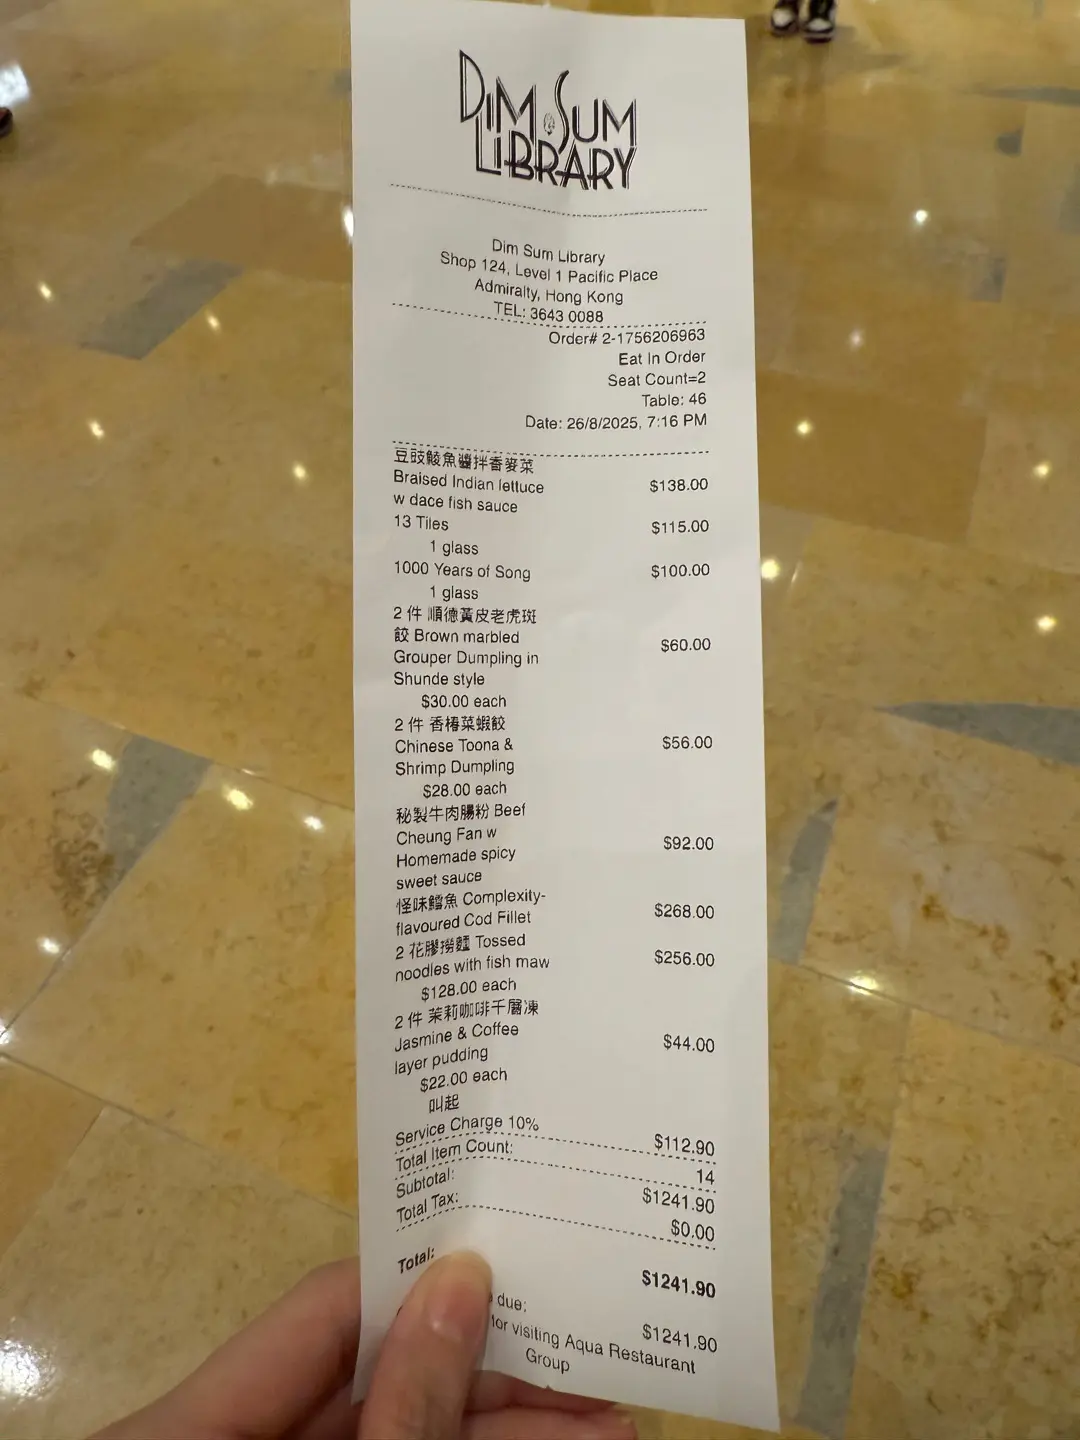 DIM SUM
LIBRARY
Dim Sum Library
Shop 124, Level 1 Pacific Place
Admiralty, Hong Kong
TEL: 3643 0088
Order# 2-1756206963
Eat In Order
Seat Count=2
Table: 46
Date: 26/8/2025, 7:16 PM
豆豉鯪魚醬拌香麥菜
Braised Indian lettuce $138.00
w dace fish sauce
13 Tiles $115.00
1 glass
1000 Years of Song $100.00
1 glass
2 件 順德黃皮老虎斑
餃 Brown marbled $60.00
Grouper Dumpling in
Shunde style
$30.00 each
2 件 香椿菜蝦餃
Chinese Toona & $56.00
Shrimp Dumpling
$28.00 each
秘製牛肉腸粉 Beef
Cheung Fan w $92.00
Homemade spicy
sweet sauce
怪味鱈魚 Complexity-
flavoured Cod Fillet $268.00
2 花膠撈麵 Tossed
noodles with fish maw $256.00
$128.00 each
2 件 茉莉咖啡千層凍
Jasmine & Coffee $44.00
layer pudding
$22.00 each
叫起
Service Charge 10% $112.90
Total Item Count: 14
Subtotal: $1241.90
Total Tax: $0.00
Total: $1241.90
due: $1241.90
for visiting Aqua Restaurant
Group